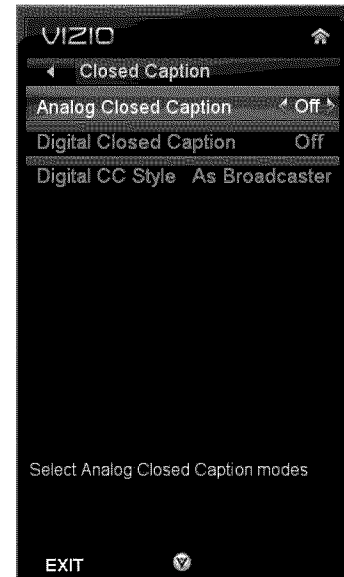 VIZIO
Closed Caption
Analog Closed Caption Off
Digital Closed Caption Off
Digital CC Style As Broadcaster
Select Analog Closed Caption modes
EXIT